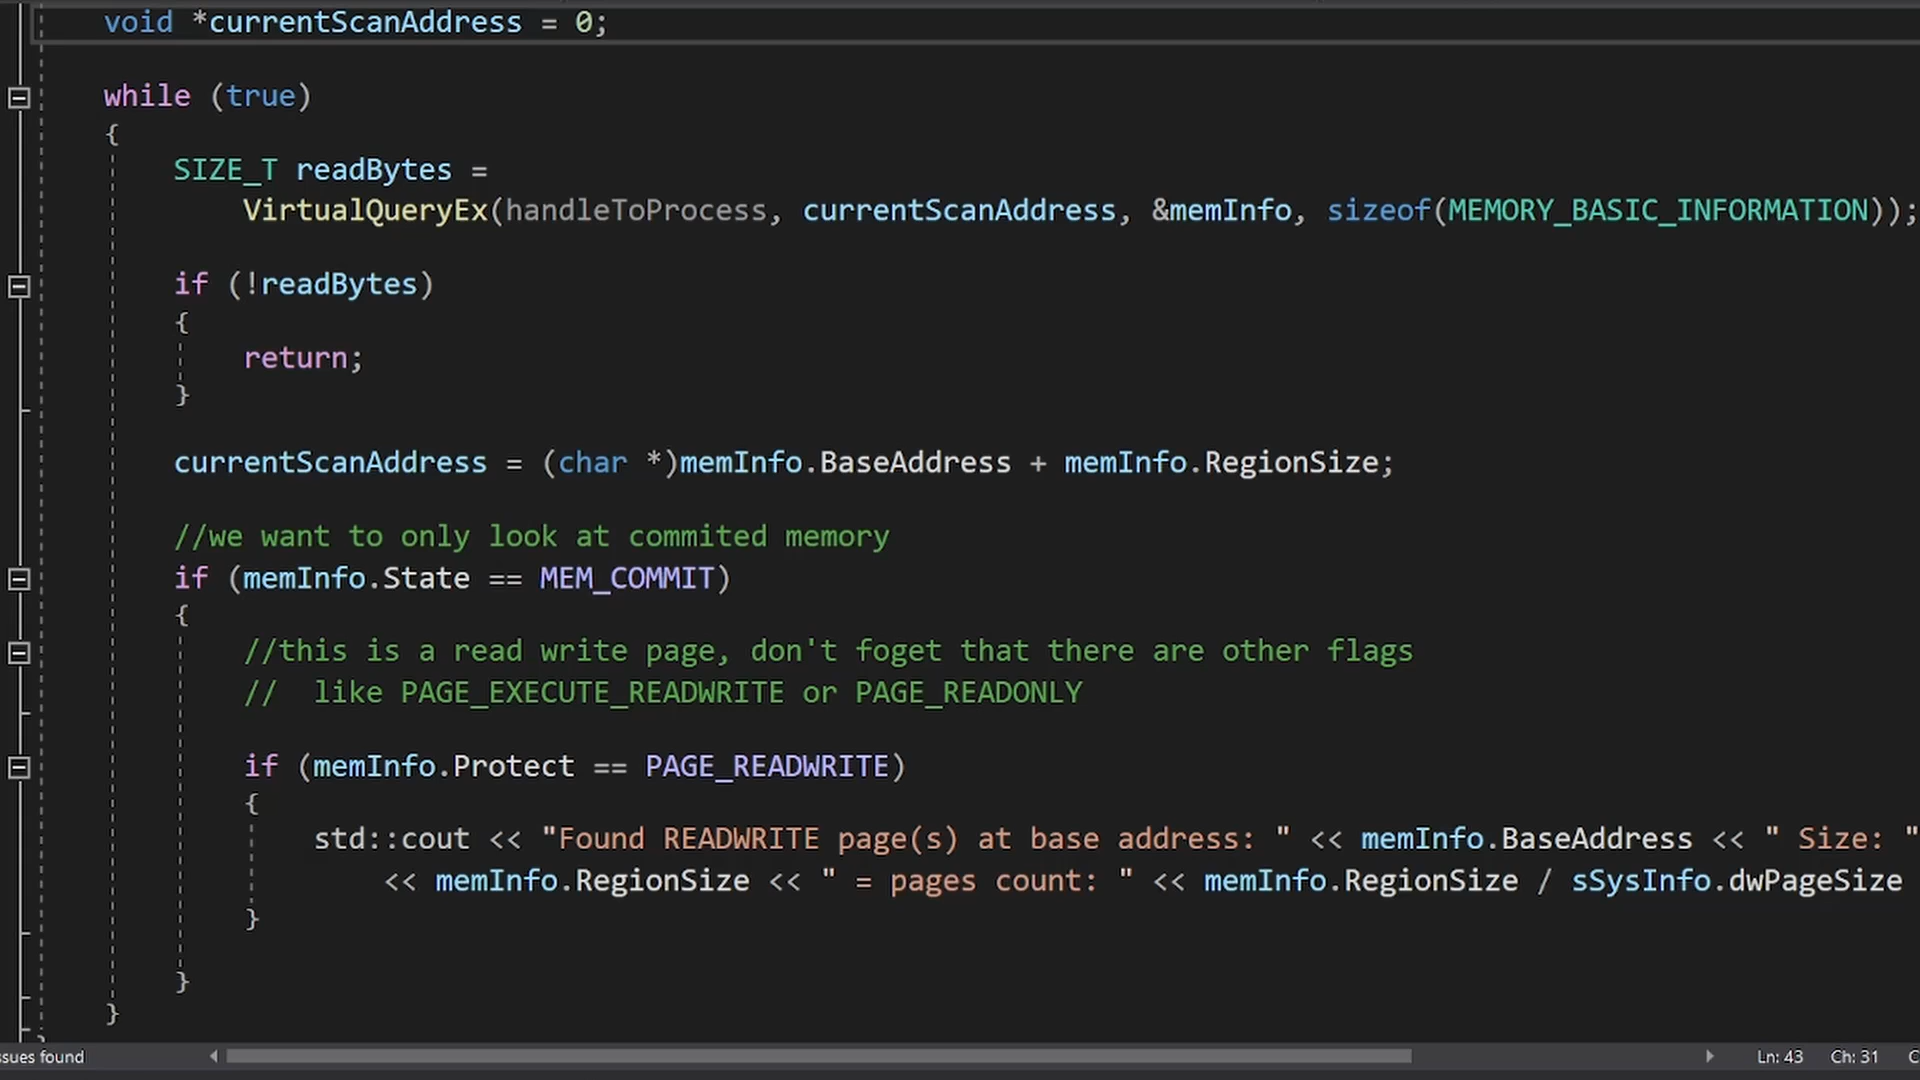 void *currentScanAddress = 0;
while (true)
{
SIZE_T readBytes =
VirtualQueryEx(handleToProcess, currentScanAddress, &memInfo, sizeof(MEMORY_BASIC_INFORMATION));
if (!readBytes)
{
return;
}
currentScanAddress = (char *)memInfo.BaseAddress + memInfo.RegionSize;
//we want to only look at commited memory
if (memInfo.State == MEM_COMMIT)
{
//this is a read write page, don't foget that there are other flags
//  like PAGE_EXECUTE_READWRITE or PAGE_READONLY
if (memInfo.Protect == PAGE_READWRITE)
{
std::cout << "Found READWRITE page(s) at base address: " << memInfo.BaseAddress << " Size: "
<< memInfo.RegionSize << " = pages count: " << memInfo.RegionSize / sSysInfo.dwPageSize
}
}
}
ssues found Ln: 43 Ch: 31